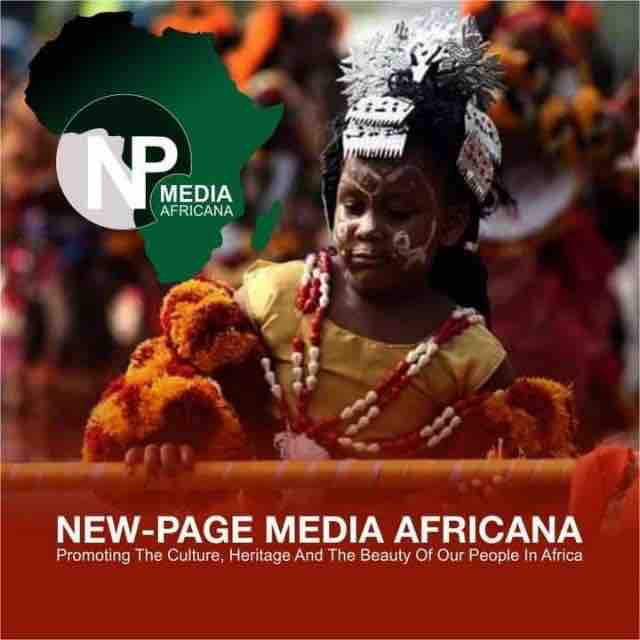 NP
MEDIA
AFRICANA
NEW-PAGE MEDIA AFRICANA
Promoting The Culture, Heritage And The Beauty Of Our People In Africa